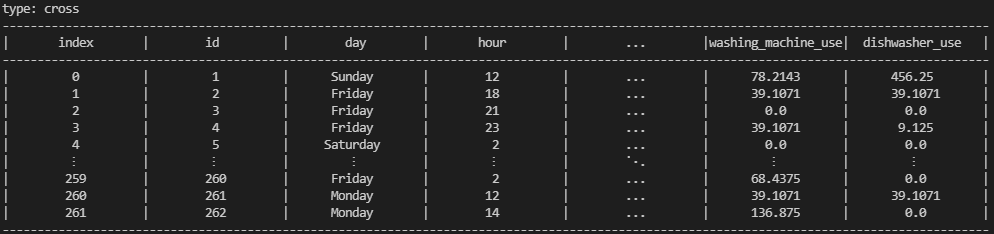 type: cross
---------------------------------------------------------------------------------------------------------------------------------------------
|       index       |         id        |        day        |        hour       |        ...        |washing_machine_use|  dishwasher_use   |
---------------------------------------------------------------------------------------------------------------------------------------------
|         0         |         1         |       Sunday      |         12        |        ...        |      78.2143      |       456.25      |
|         1         |         2         |       Friday      |         18        |        ...        |      39.1071      |      39.1071      |
|         2         |         3         |       Friday      |         21        |        ...        |        0.0        |        0.0        |
|         3         |         4         |       Friday      |         23        |        ...        |      39.1071      |       9.125       |
|         4         |         5         |      Saturday     |         2         |        ...        |        0.0        |        0.0        |
|         ⋮         |         ⋮         |         ⋮         |         ⋮         |        ⋱        |         ⋮         |         ⋮         |
|        259        |        260        |       Friday      |         2         |        ...        |      68.4375      |        0.0        |
|        260        |        261        |       Monday      |         12        |        ...        |      39.1071      |      39.1071      |
|        261        |        262        |       Monday      |         14        |        ...        |      136.875      |        0.0        |
---------------------------------------------------------------------------------------------------------------------------------------------